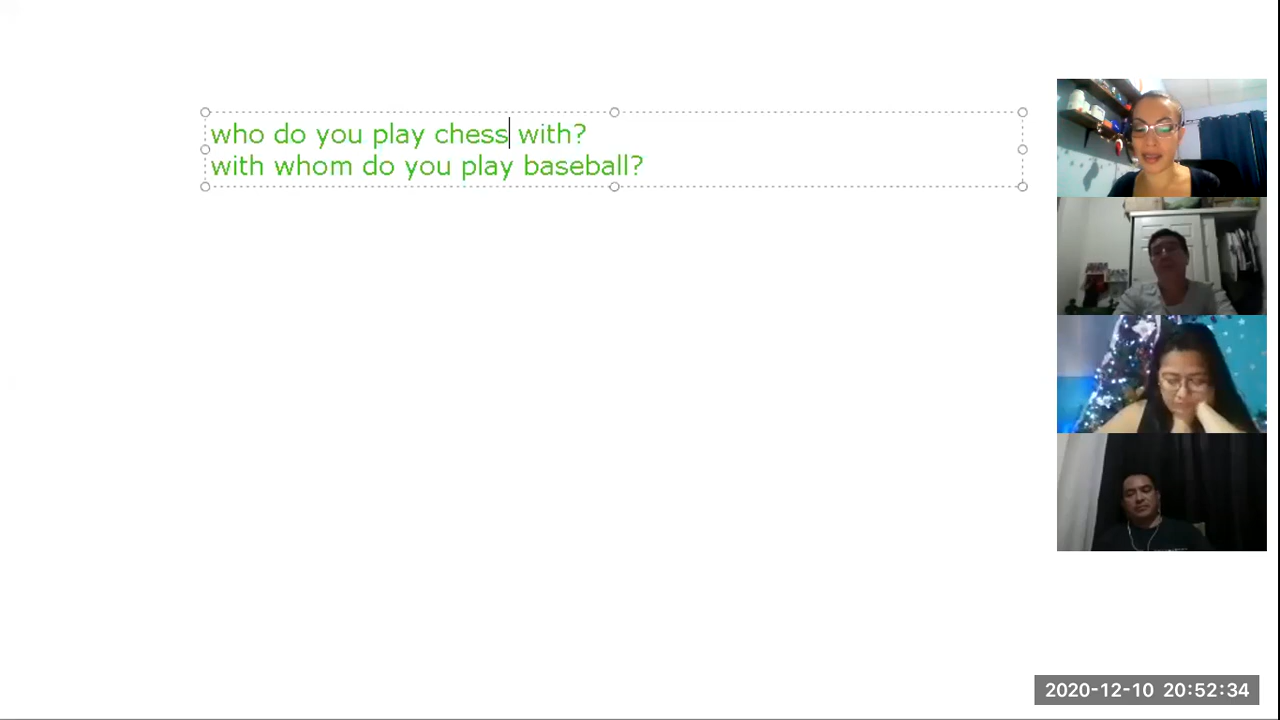 who do you play chess with?
with whom do you play baseball?
2020-12-10 20:52:34